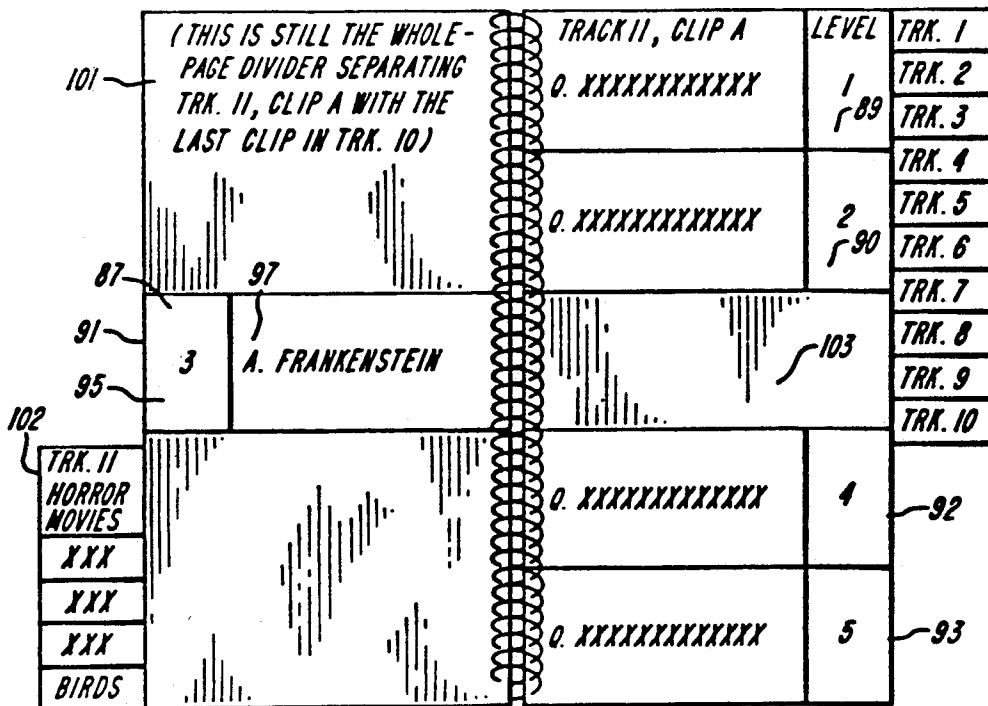 (THIS IS STILL THE WHOLE-
PAGE DIVIDER SEPARATING
TRK. 11, CLIP A WITH THE
LAST CLIP IN TRK. 10)
101
87
97
91
3
A. FRANKENSTEIN
95
102
TRK. 11
HORROR
MOVIES
XXX
XXX
XXX
BIRDS
TRACK 11, CLIP A
LEVEL
Q. XXXXXXXXXXXX
1
89
Q. XXXXXXXXXXXXX
2
90
103
Q. XXXXXXXXXXXXX
4
92
Q. XXXXXXXXXXXXX
5
93
TRK. 1
TRK. 2
TRK. 3
TRK. 4
TRK. 5
TRK. 6
TRK. 7
TRK. 8
TRK. 9
TRK. 10